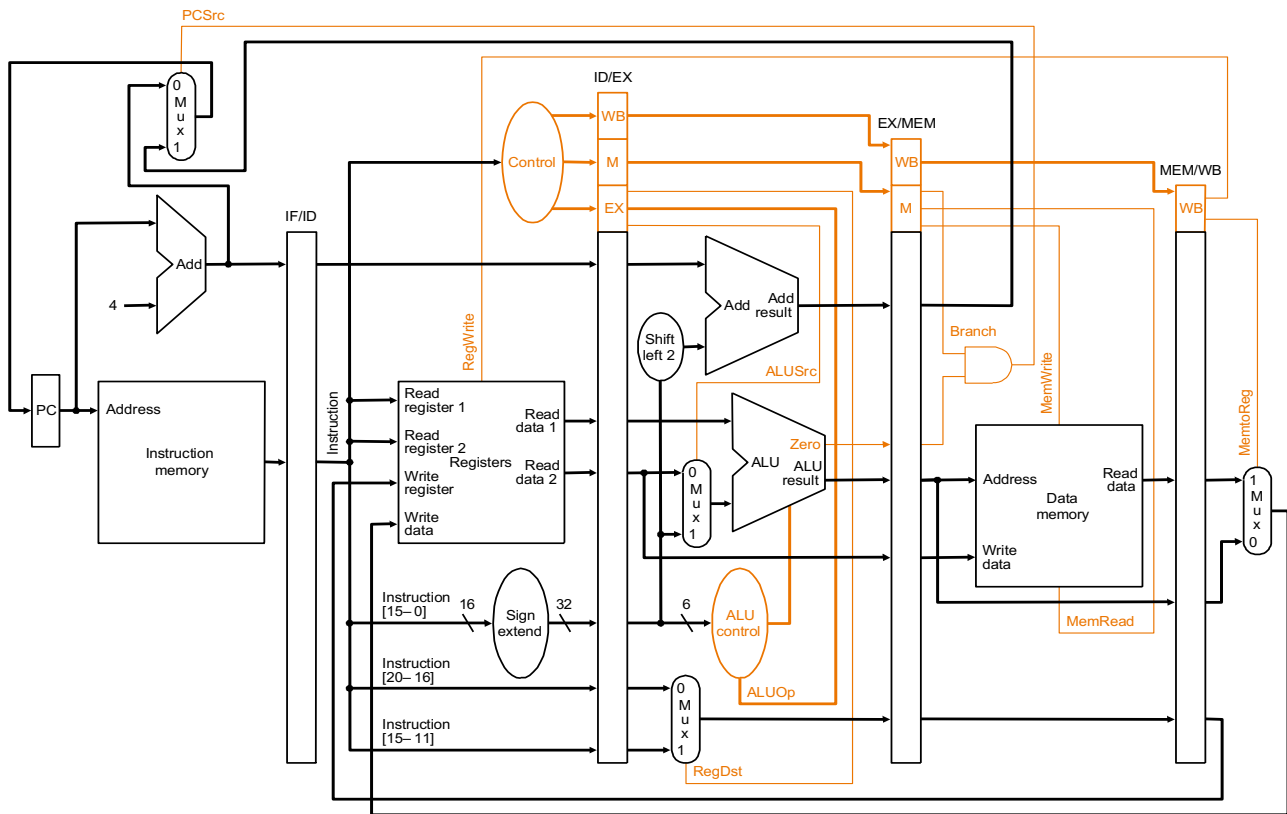 PCSrc
ID/EX
0
M
u
x
1
WB
EX/MEM
Control
M
WB
MEM/WB
IF/ID
EX
M
WB
Add
4
Add
Add
result
Shift
left 2
Branch
RegWrite
ALUSrc
MemWrite
MemtoReg
PC
Address
Instruction
memory
Instruction
Read
register 1
Read
register 2
Registers
Write
register
Write
data
Read
data 1
Read
data 2
0
M
u
x
1
Zero
ALU
ALU
result
Address
Read
data
Data
memory
Write
data
1
M
u
x
0
Instruction
[15– 0]
16
Sign
extend
32
6
ALU
control
MemRead
Instruction
[20– 16]
ALUOp
Instruction
[15– 11]
0
M
u
x
1
RegDst